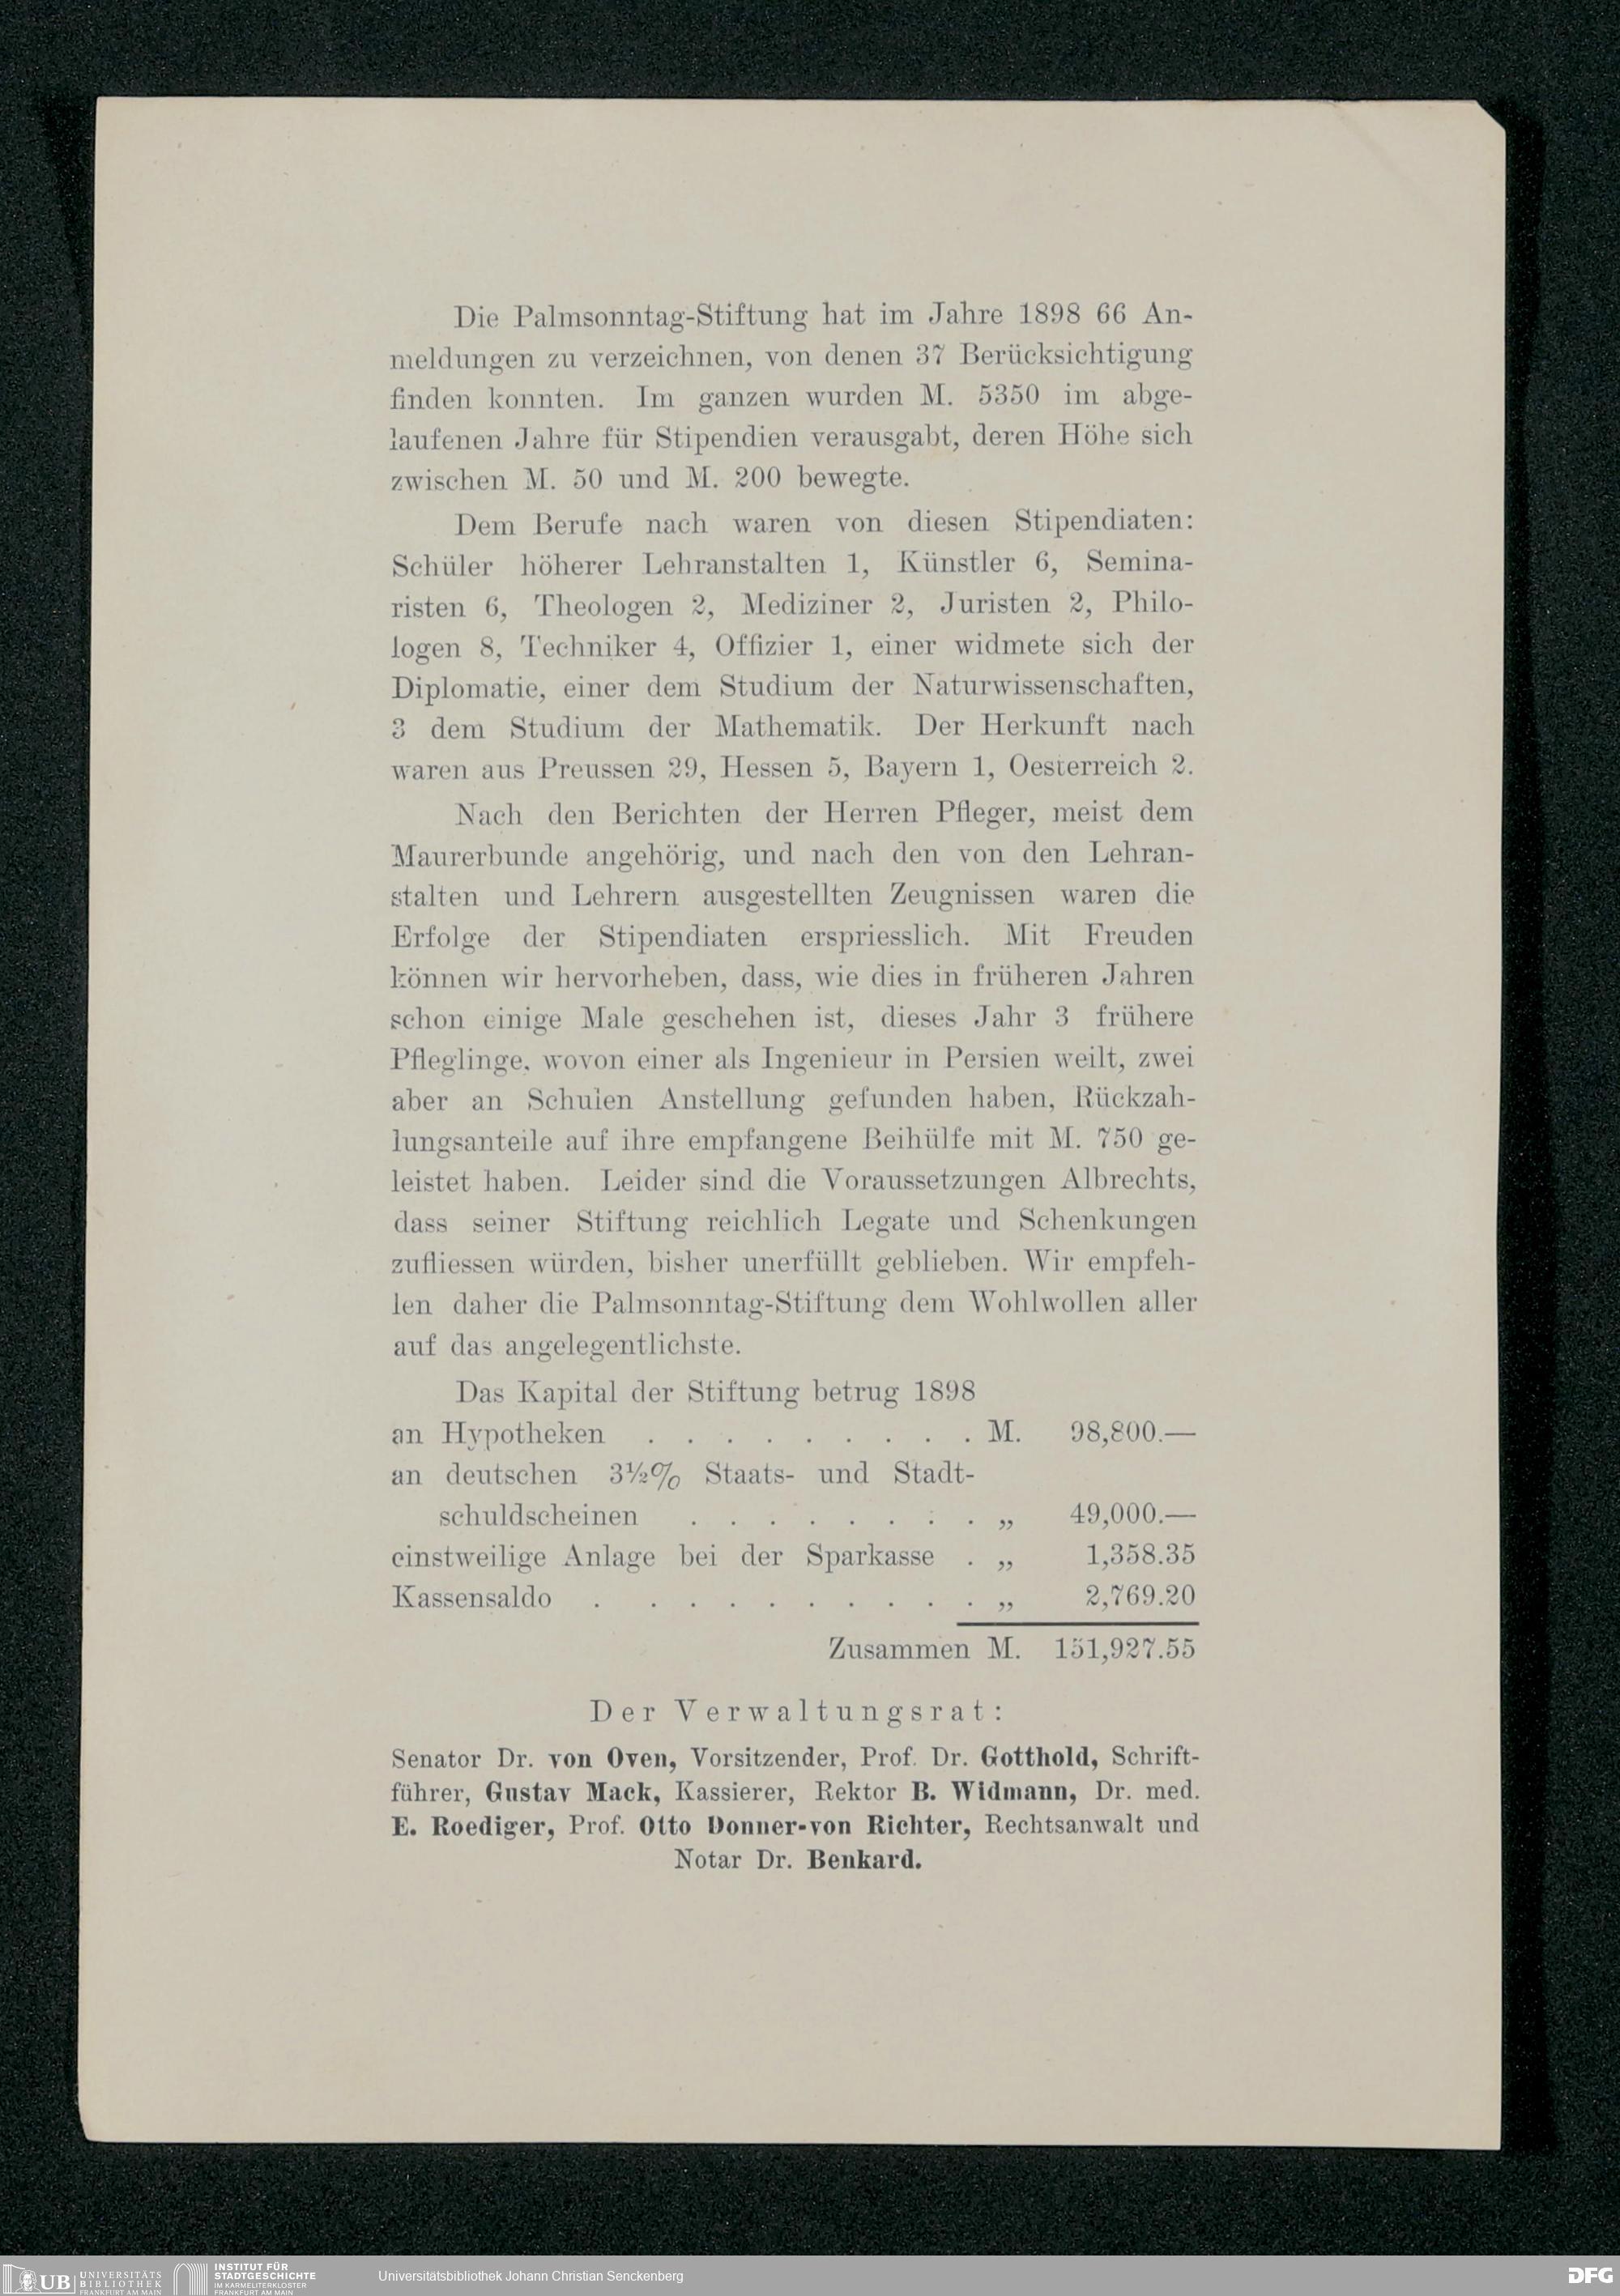 Die Palmsonntag-Stiftung hat im Jahre 1898 66 An-
meldungen zu verzeichnen, von denen 37 Berücksichtigung
finden konnten. Im ganzen wurden M. 5350 im abge-
laufenen Jahre für Stipendien verausgabt, deren Höhe sich
zwischen M. 50 und M. 200 bewegte.
Dem Berufe nach waren von diesen Stipendiaten:
Schüler höherer Lehranstalten 1, Künstler 6, Semina-
risten 6, Theologen 2, Mediziner 2, Juristen 2, Philo-
logen 8, Techniker 4, Offizier 1, einer widmete sich der
Diplomatie, einer dem Studium der Naturwissenschaften,
3 dem Studium der Mathematik. Der Herkunft nach
waren aus Preussen 29, Hessen 5, Bayern 1, Oesterreich 2.
Nach den Berichten der Herren Pfleger, meist dem
Maurerbunde angehörig, und nach den von den Lehran-
stalten und Lehrern ausgestellten Zeugnissen waren die
Erfolge der Stipendiaten erspriesslich. Mit Freuden
können wir hervorheben, dass, wie dies in früheren Jahren
schon einige Male geschehen ist, dieses Jahr 3 frühere
Pfleglinge, wovon einer als Ingenieur in Persien weilt, zwei
aber an Schulen Anstellung gefunden haben, Rückzah-
lungsanteile auf ihre empfangene Beihülfe mit M. 750 ge-
leistet haben. Leider sind die Voraussetzungen Albrechts,
dass seiner Stiftung reichlich Legate und Schenkungen
zufliessen würden, bisher unerfüllt geblieben. Wir empfeh-
len daher die Palmsonntag-Stiftung dem Wohlwollen aller
auf das angelegentlichste.
Das Kapital der Stiftung betrug 1898
an Hypotheken . . . . . . . . . M. 98,800.—
an deutschen 3½% Staats- und Stadt-
schuldscheinen . . . . . . . . „ 49,000.—
einstweilige Anlage bei der Sparkasse . „ 1,358.35
Kassensaldo . . . . . . . . . . „ 2,769.20
Zusammen M. 151,927.55
Der Verwaltungsrat:
Senator Dr. von Oven, Vorsitzender, Prof. Dr. Gotthold, Schrift-
führer, Gustav Mack, Kassierer, Rektor B. Widmann, Dr. med.
E. Roediger, Prof. Otto Donner-von Richter, Rechtsanwalt und
Notar Dr. Benkard.
UB UNIVERSITÄTS
BIBLIOTHEK
FRANKFURT AM MAIN
INSTITUT FÜR
STADTGESCHICHTE
IM KARMELITERKLOSTER
FRANKFURT AM MAIN
Universitätsbibliothek Johann Christian Senckenberg
DFG